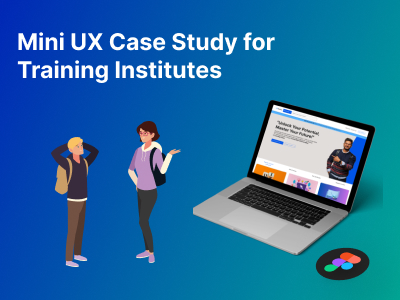 Mini UX Case Study for
Training Institutes
"Unlock Your Potential,
Master Your Future!"